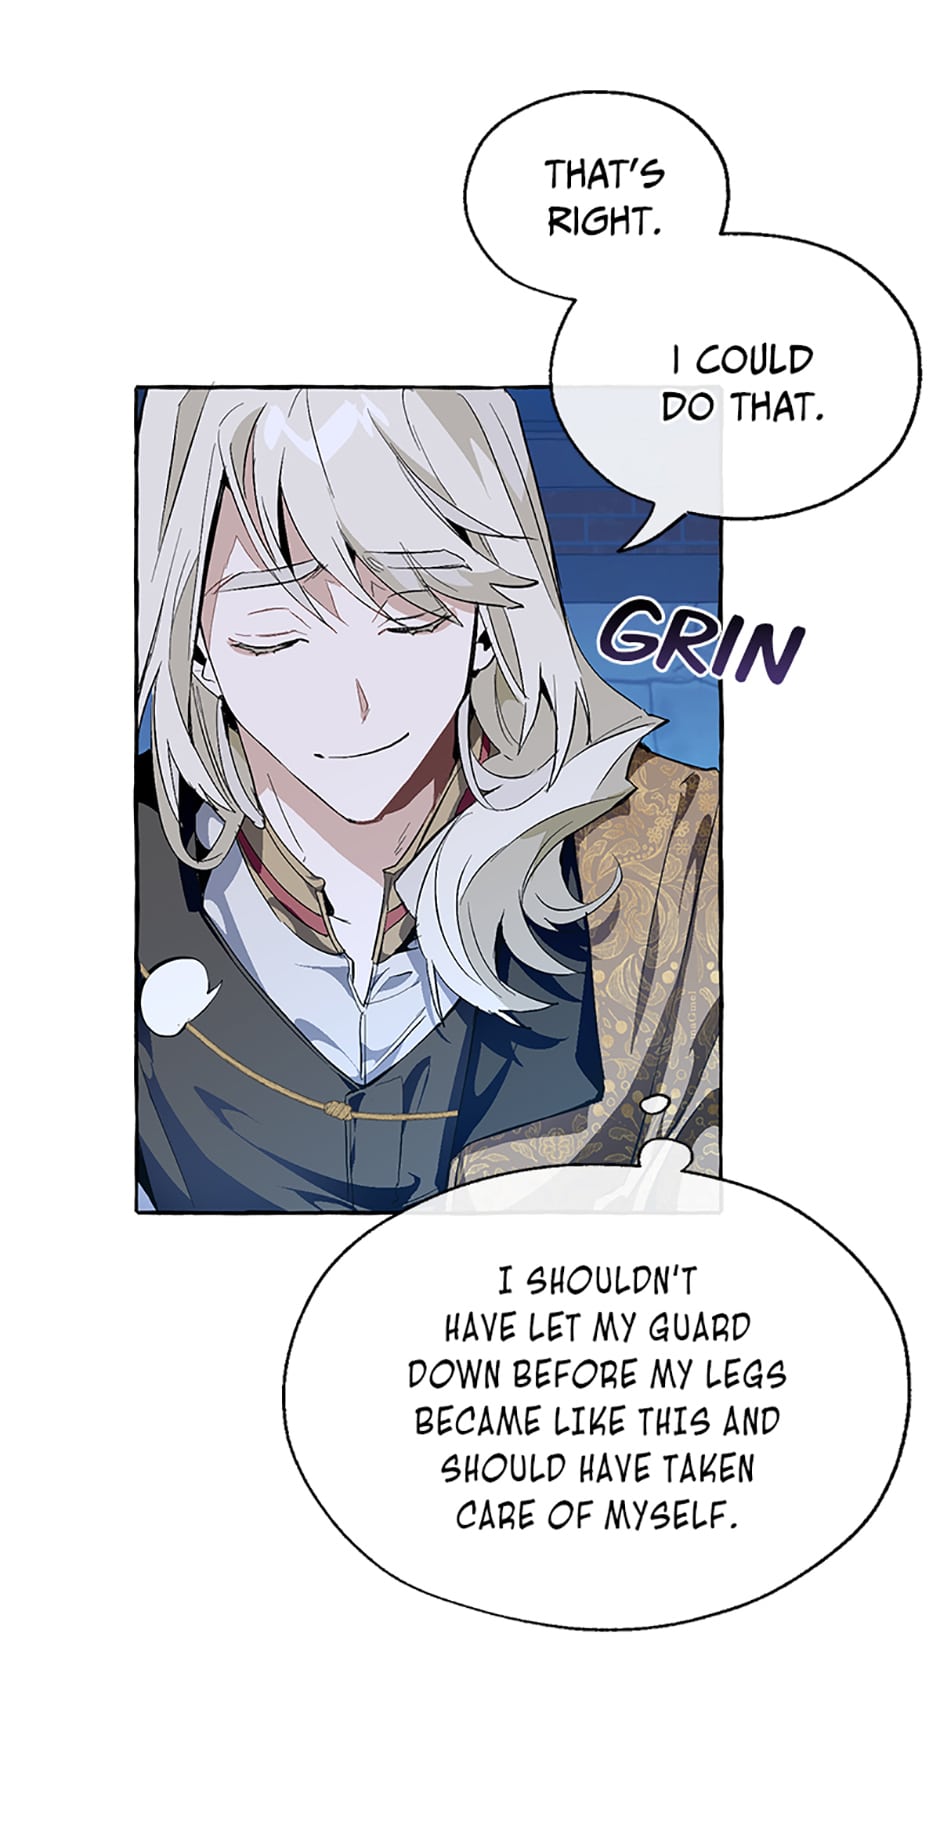 THAT'S
RIGHT.
I COULD
DO THAT.
GRIN
I SHOULDN'T
HAVE LET MY GUARD
DOWN BEFORE MY LEGS
BECAME LIKE THIS AND
SHOULD HAVE TAKEN
CARE OF MYSELF.